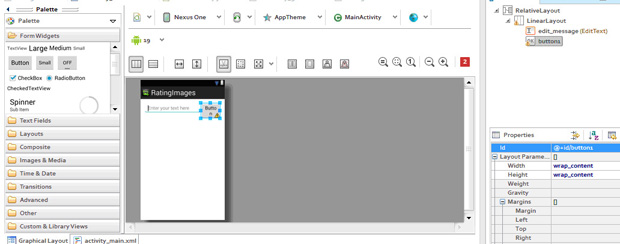 Palette
Palette
Form Widgets
TextView Large Medium Small
Button Small OFF
CheckBox RadioButton
CheckedTextView
Spinner
Sub Item
Text Fields
Layouts
Composite
Images & Media
Time & Date
Transitions
Advanced
Other
Custom & Library Views
Graphical Layout activity_main.xml
Nexus One AppTheme MainActivity
19
2
RatingImages
Enter your text here
Butto
n
RelativeLayout
LinearLayout
edit_message (EditText)
OK buttons
Properties
Id @+id/buttons
Layout Parame... []
Width wrap_content
Height wrap_content
Weight
Gravity
Margins []
Margin
Left
Top
Right